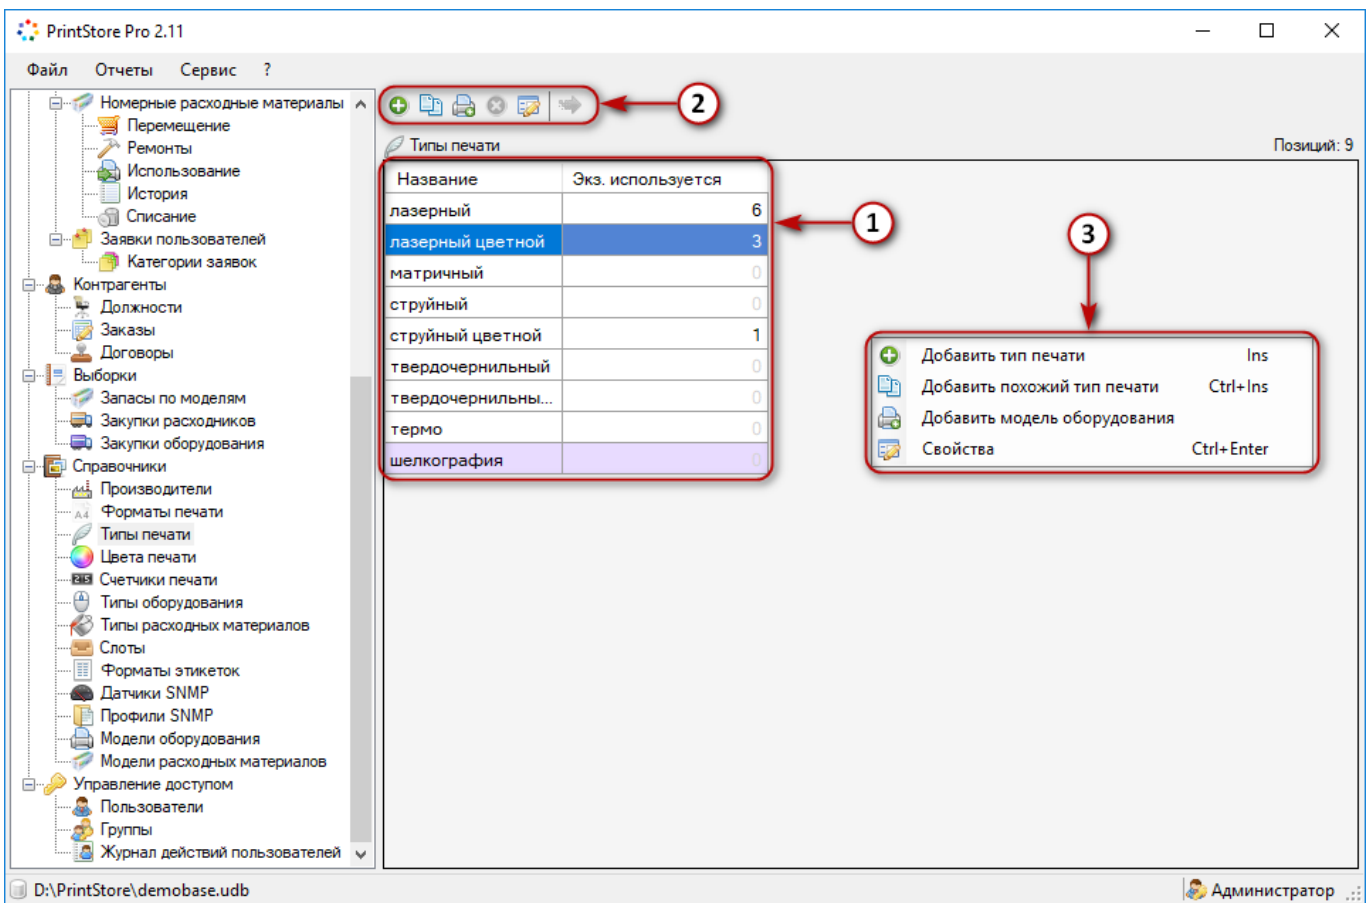 PrintStore Pro 2.11
Файл Отчеты Сервис ?
Номерные расходные материалы
Перемещение
Ремонты
Использование
История
Списание
Заявки пользователей
Категории заявок
Контрагенты
Должности
Заказы
Договоры
Выборки
Запасы по моделям
Закупки расходников
Закупки оборудования
Справочники
Производители
A4 Форматы печати
Типы печати
Цвета печати
Счетчики печати
Типы оборудования
Типы расходных материалов
Слоты
Форматы этикеток
Датчики SNMP
Профили SNMP
Модели оборудования
Модели расходных материалов
Управление доступом
Пользователи
Группы
Журнал действий пользователей
2
Типы печати Позиций: 9
Название Экз. используется
лазерный 6
лазерный цветной 3
матричный 0
струйный 0
струйный цветной 1
твердочернильный 0
твердочернильны... 0
термо 0
шелкография 0
1
3
Добавить тип печати Ins
Добавить похожий тип печати Ctrl+Ins
Добавить модель оборудования
Свойства Ctrl+Enter
D:\PrintStore\demobase.udb Администратор